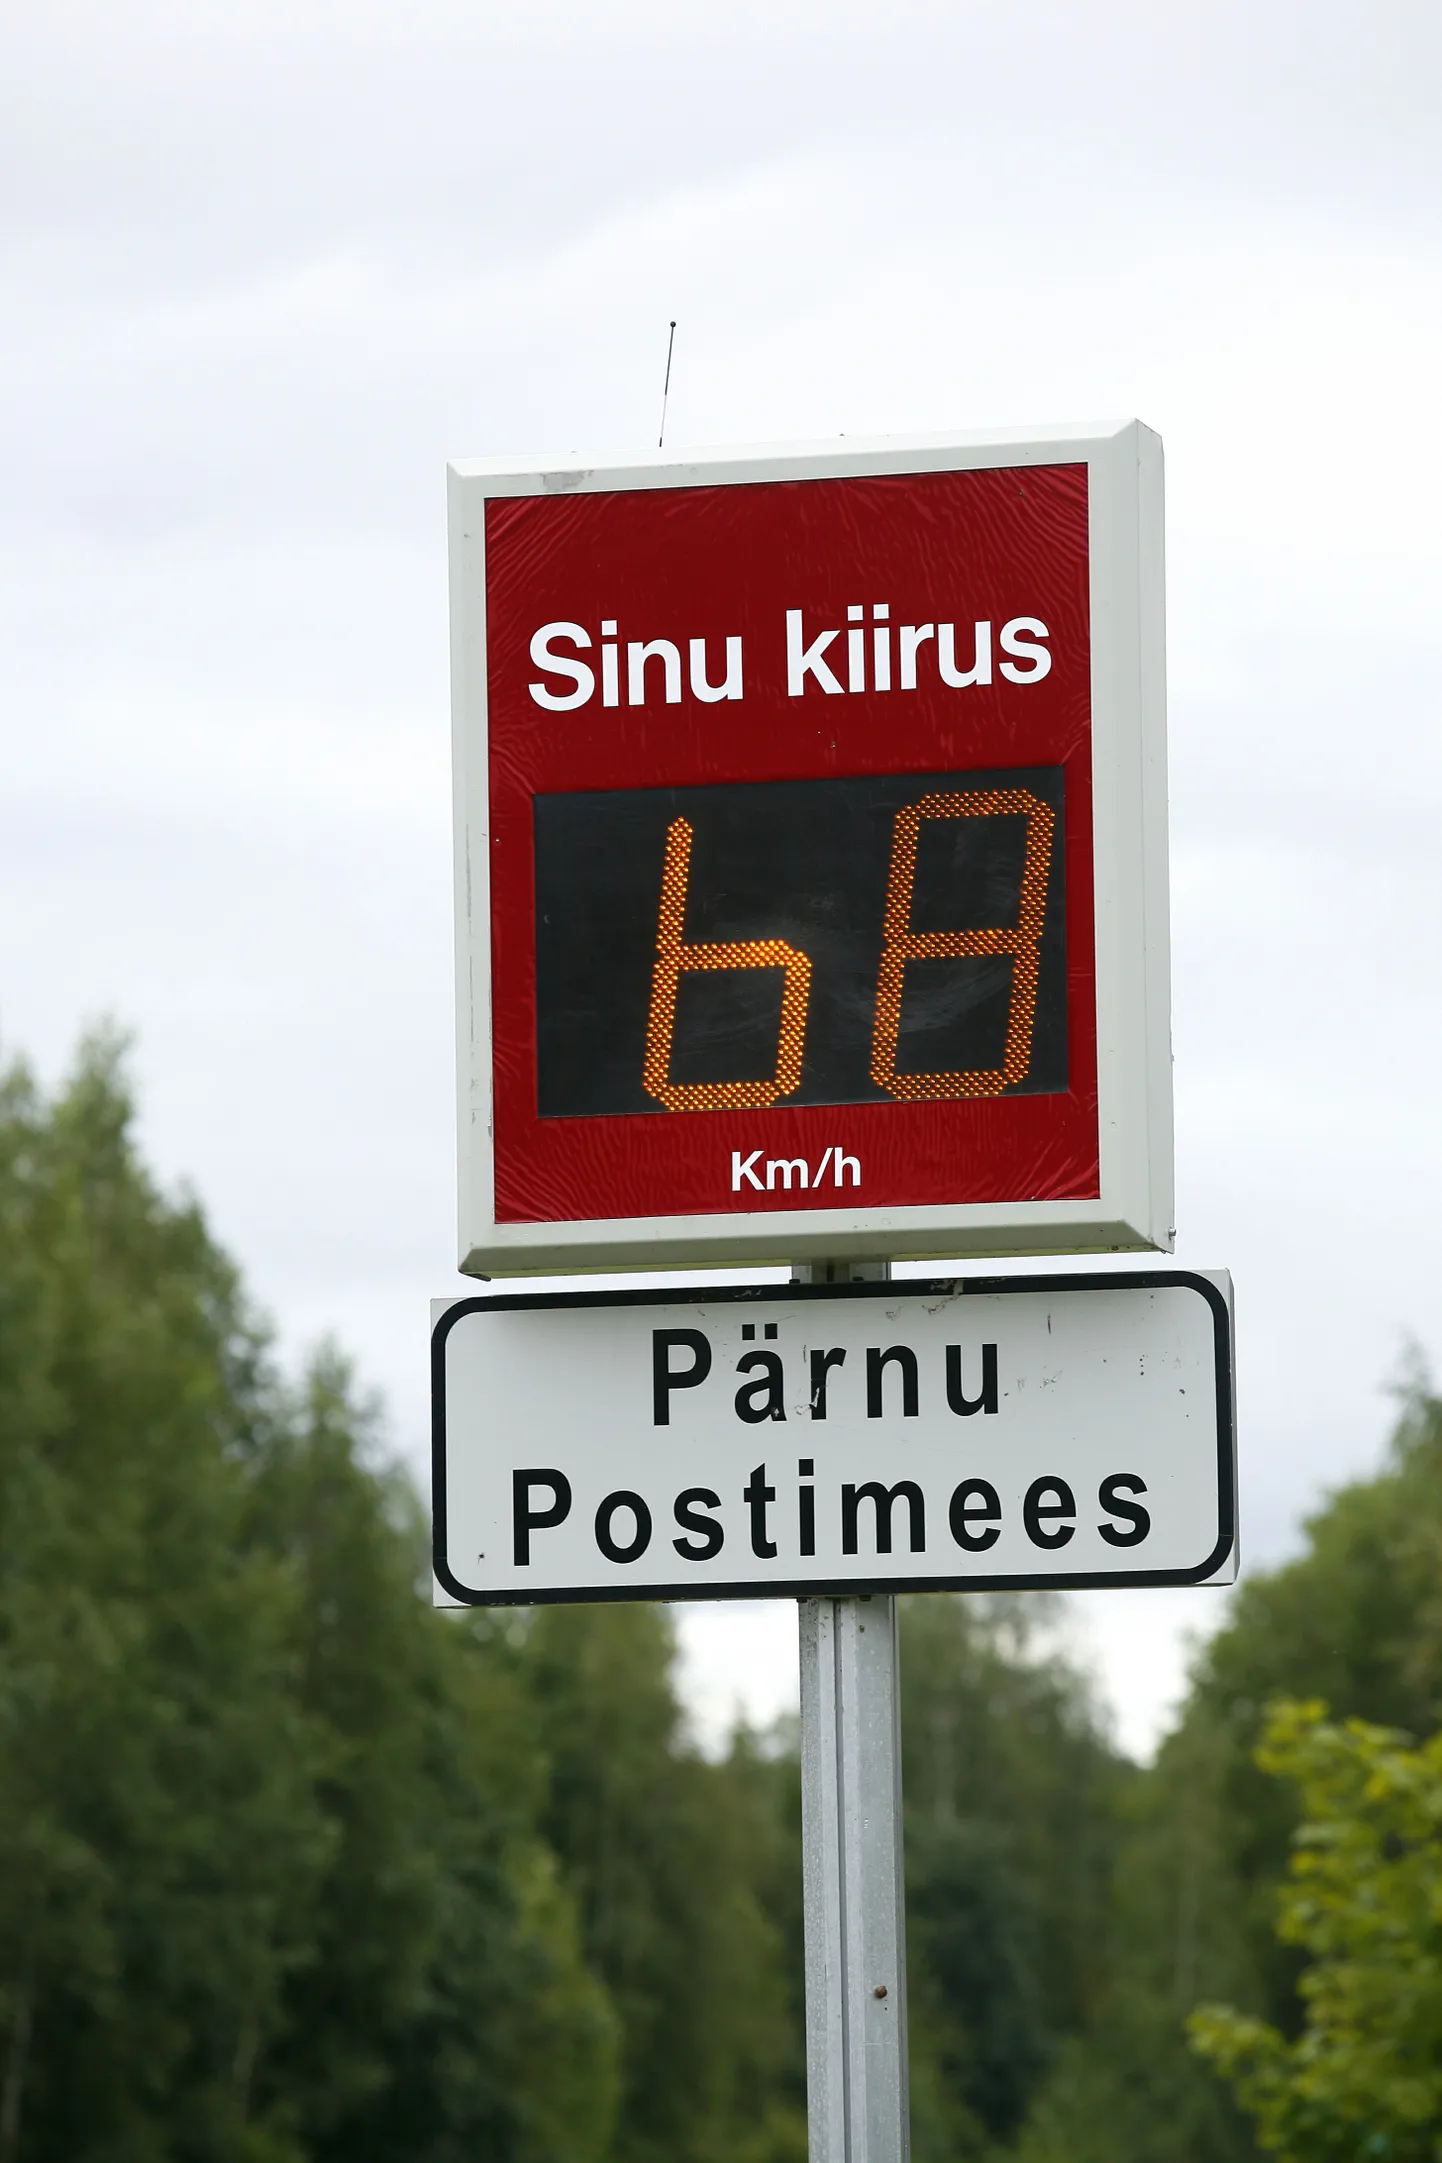 Sinu kiirus
68
Km/h
Pärnu
Postimees